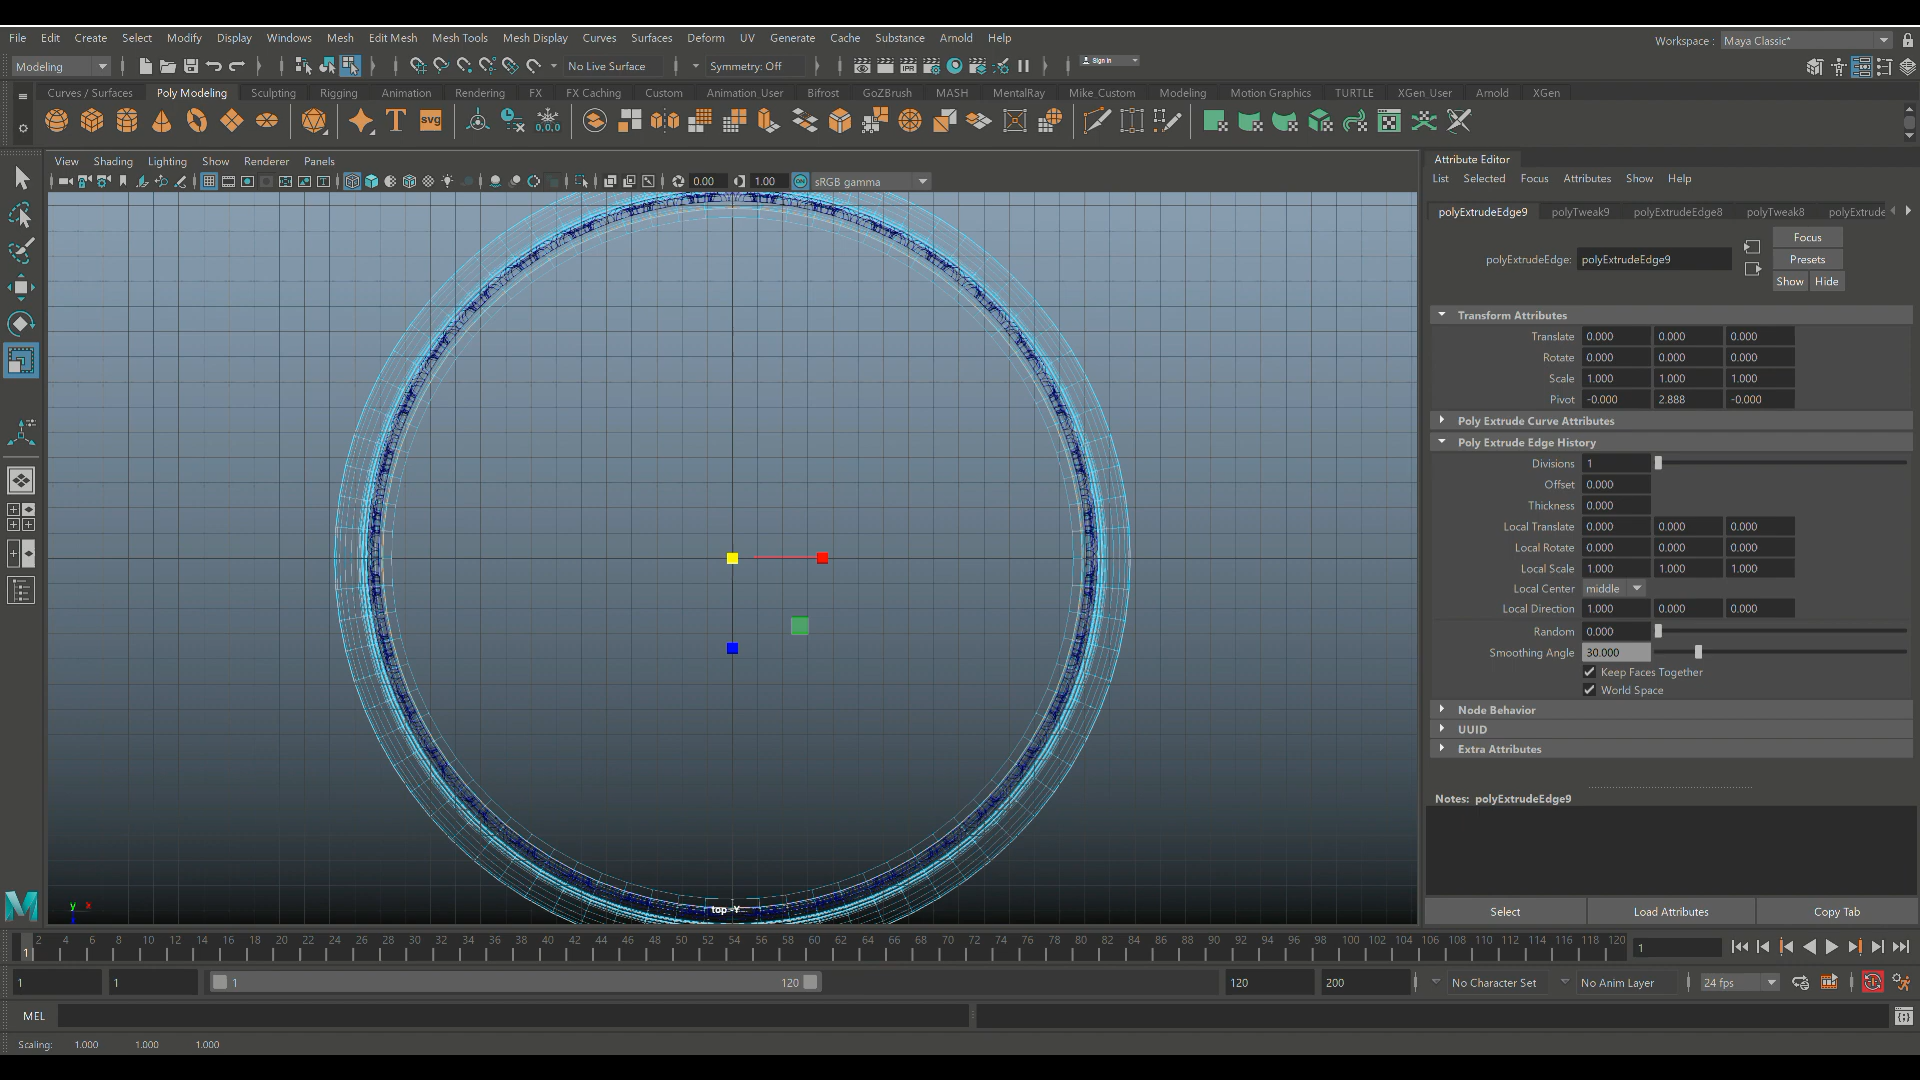 File Edit Create Select Modify Display Windows Mesh Edit Mesh Mesh Tools Mesh Display Curves Surfaces Deform UV Generate Cache Substance Arnold Help
Workspace : Maya Classic*
Modeling No Live Surface Symmetry: Off Sign In
Curves / Surfaces Poly Modeling Sculpting Rigging Animation Rendering FX FX Caching Custom Animation_User Bifrost GoZBrush MASH MentalRay Mike_Custom Modeling Motion Graphics TURTLE XGen_User Arnold XGen
SVG 0,0,0
View Shading Lighting Show Renderer Panels
0.00 1.00 ON sRGB gamma
Attribute Editor
List Selected Focus Attributes Show Help
polyExtrudeEdge9 polyTweak9 polyExtrudeEdge8 polyTweak8 polyExtrude
Focus
polyExtrudeEdge: polyExtrudeEdge9 Presets
Show Hide
Transform Attributes
Translate 0.000 0.000 0.000
Rotate 0.000 0.000 0.000
Scale 1.000 1.000 1.000
Pivot -0.000 2.888 -0.000
Poly Extrude Curve Attributes
Poly Extrude Edge History
Divisions 1
Offset 0.000
Thickness 0.000
Local Translate 0.000 0.000 0.000
Local Rotate 0.000 0.000 0.000
Local Scale 1.000 1.000 1.000
Local Center middle
Local Direction 1.000 0.000 0.000
Random 0.000
Smoothing Angle 30.000
Keep Faces Together
World Space
Node Behavior
UUID
Extra Attributes
Notes: polyExtrudeEdge9
y x
top -Y
Select Load Attributes Copy Tab
1 2 4 6 8 10 12 14 16 18 20 22 24 26 28 30 32 34 36 38 40 42 44 46 48 50 52 54 56 58 60 62 64 66 68 70 72 74 76 78 80 82 84 86 88 90 92 94 96 98 100 102 104 106 108 110 112 114 116 118 120 1
1 1 1 120 120 200 No Character Set No Anim Layer 24 fps
MEL
Scaling: 1.000 1.000 1.000